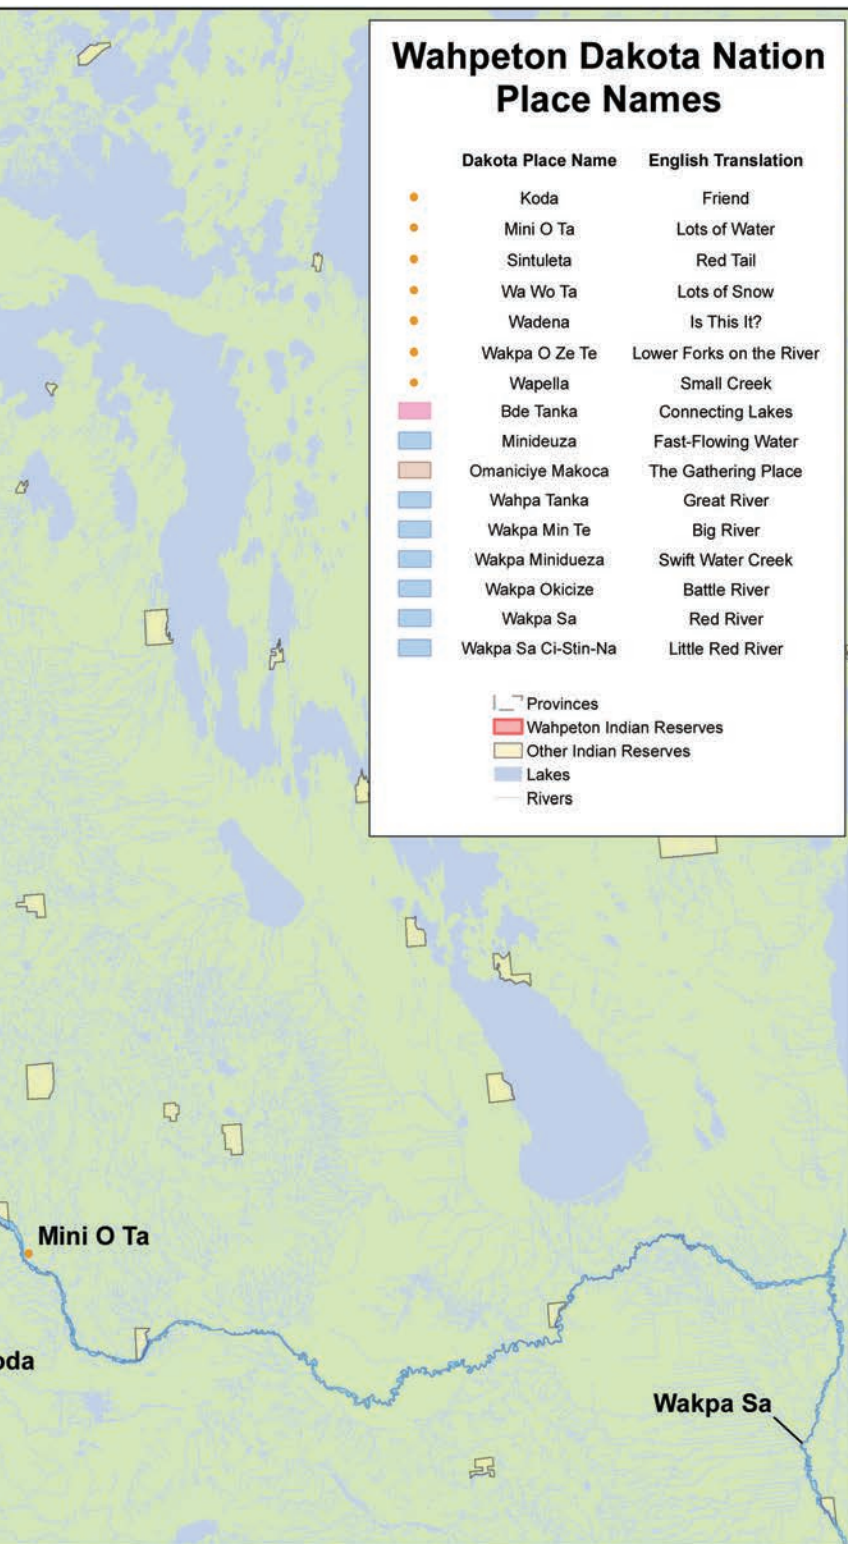 Wahpeton Dakota Nation
Place Names
Dakota Place Name English Translation
Koda Friend
Mini O Ta Lots of Water
Sintuleta Red Tail
Wa Wo Ta Lots of Snow
Wadena Is This It?
Wakpa O Ze Te Lower Forks on the River
Wapella Small Creek
Bde Tanka Connecting Lakes
Minideuza Fast-Flowing Water
Omaniciye Makoca The Gathering Place
Wahpa Tanka Great River
Wakpa Min Te Big River
Wakpa Minidueza Swift Water Creek
Wakpa Okicize Battle River
Wakpa Sa Red River
Wakpa Sa Ci-Stin-Na Little Red River
Provinces
Wahpeton Indian Reserves
Other Indian Reserves
Lakes
Rivers
Mini O Ta
oda
Wakpa Sa